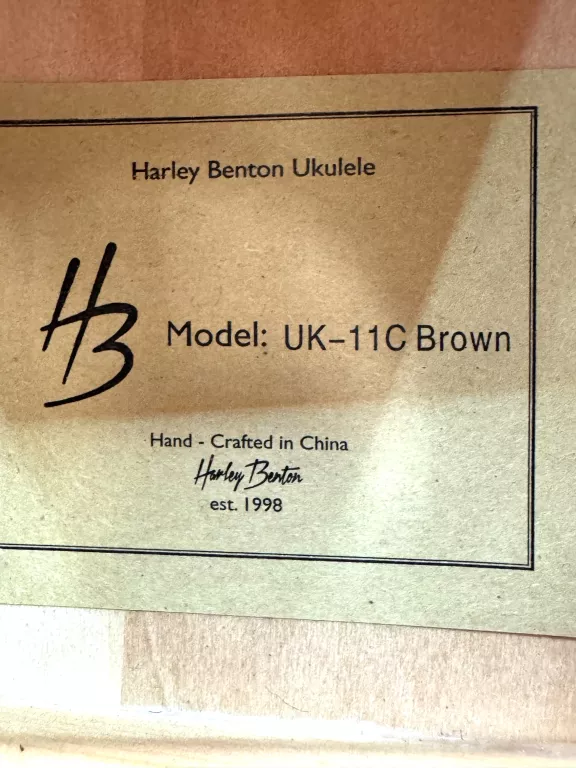 Harley Benton Ukulele
HB
Model: UK-11C Brown
Hand - Crafted in China
Harley Benton
est. 1998